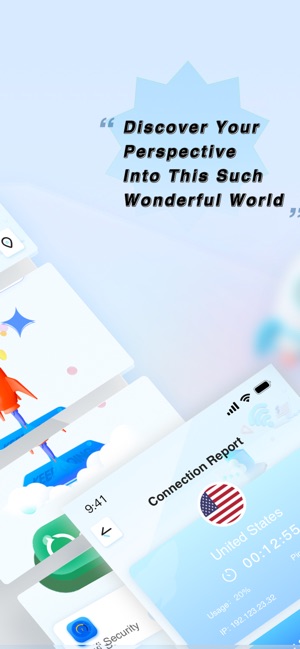 “
Discover Your
Perspective
Into This Such
Wonderful World
”
9:41
Connection Report
United States
00:12:55
Usage: 20%
IP: 192.123.23.32
Security